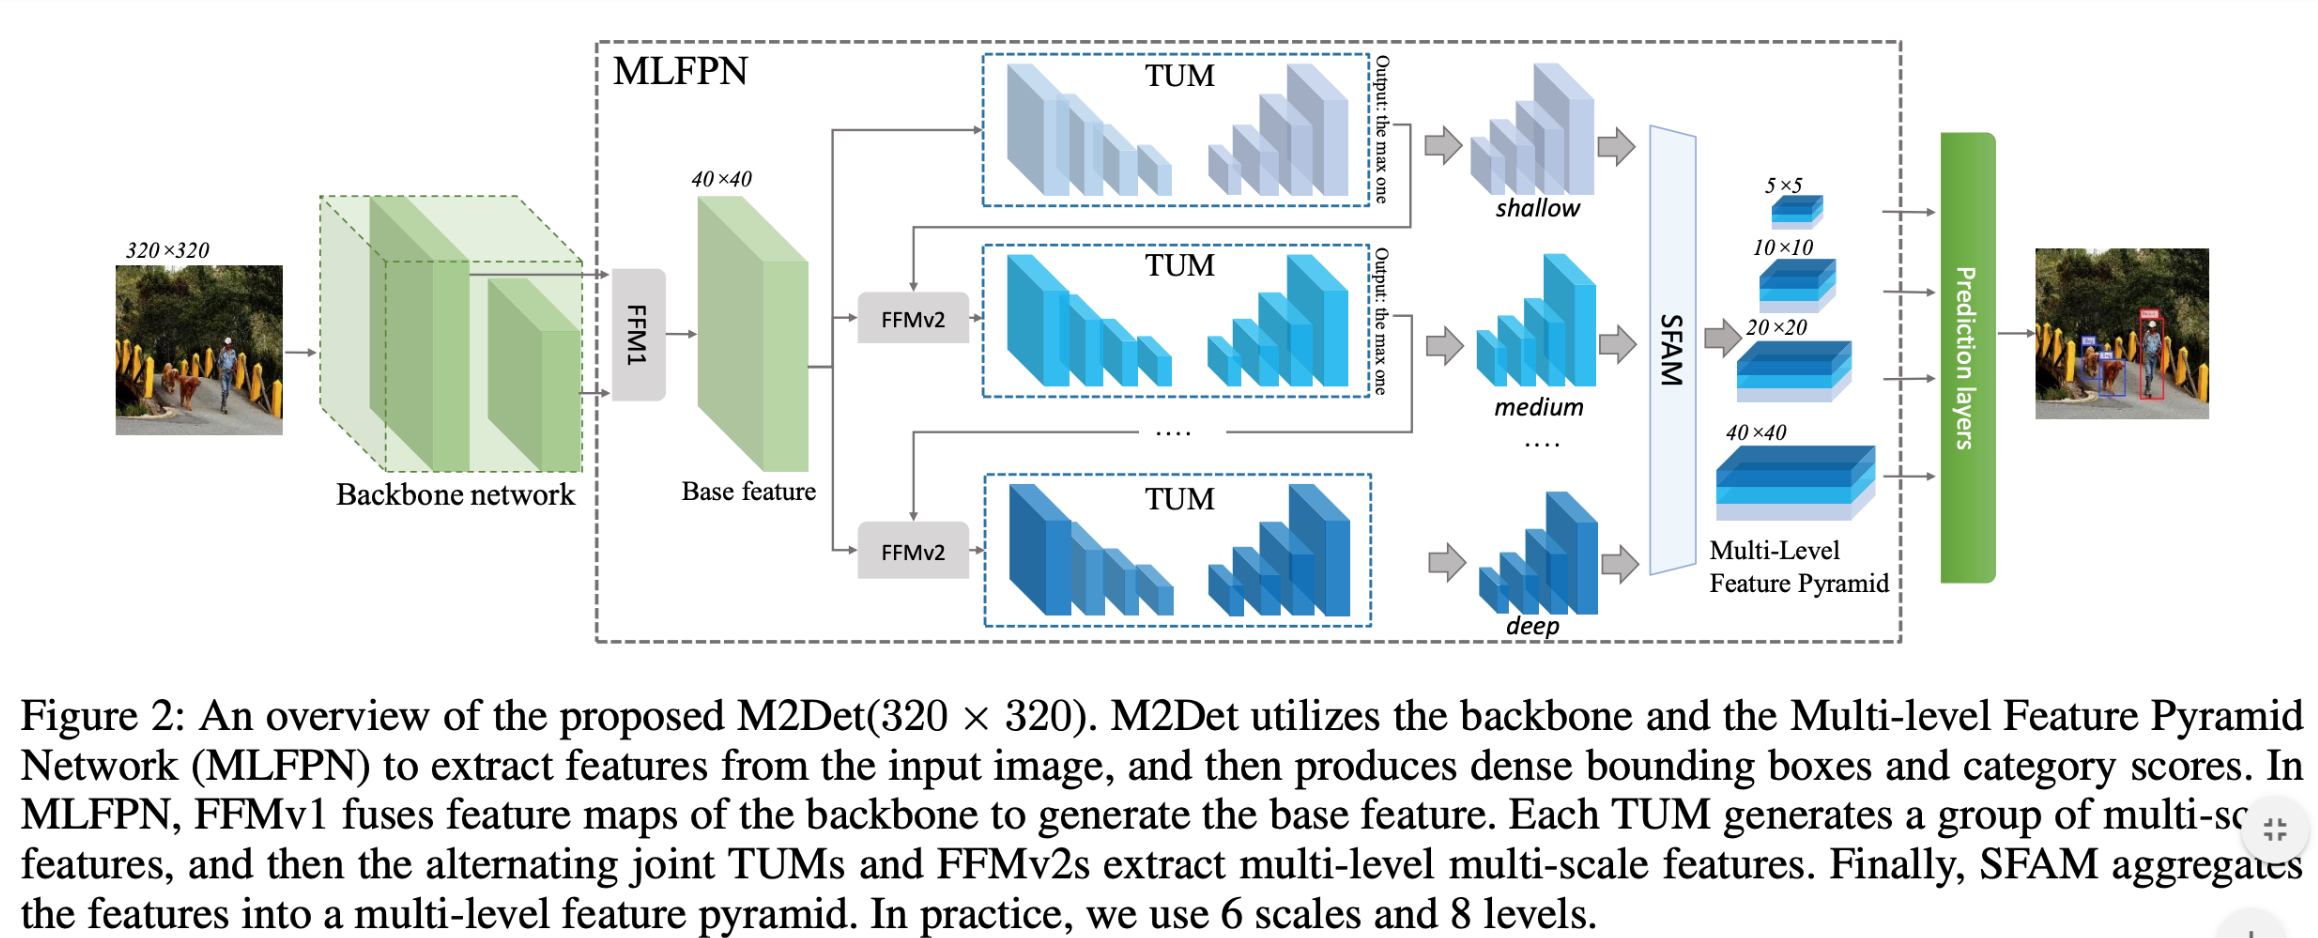 MLFPN
TUM
Output: the max one
shallow
320×320
Backbone network
FFM1
40×40
Base feature
FFMv2
TUM
Output: the max one
medium
....
....
FFMv2
TUM
deep
SFAM
5×5
10×10
20×20
40×40
Multi-Level
Feature Pyramid
Prediction layers
Figure 2: An overview of the proposed M2Det(320 × 320). M2Det utilizes the backbone and the Multi-level Feature Pyramid
Network (MLFPN) to extract features from the input image, and then produces dense bounding boxes and category scores. In
MLFPN, FFMv1 fuses feature maps of the backbone to generate the base feature. Each TUM generates a group of multi-sc
features, and then the alternating joint TUMs and FFMv2s extract multi-level multi-scale features. Finally, SFAM aggregates
the features into a multi-level feature pyramid. In practice, we use 6 scales and 8 levels.